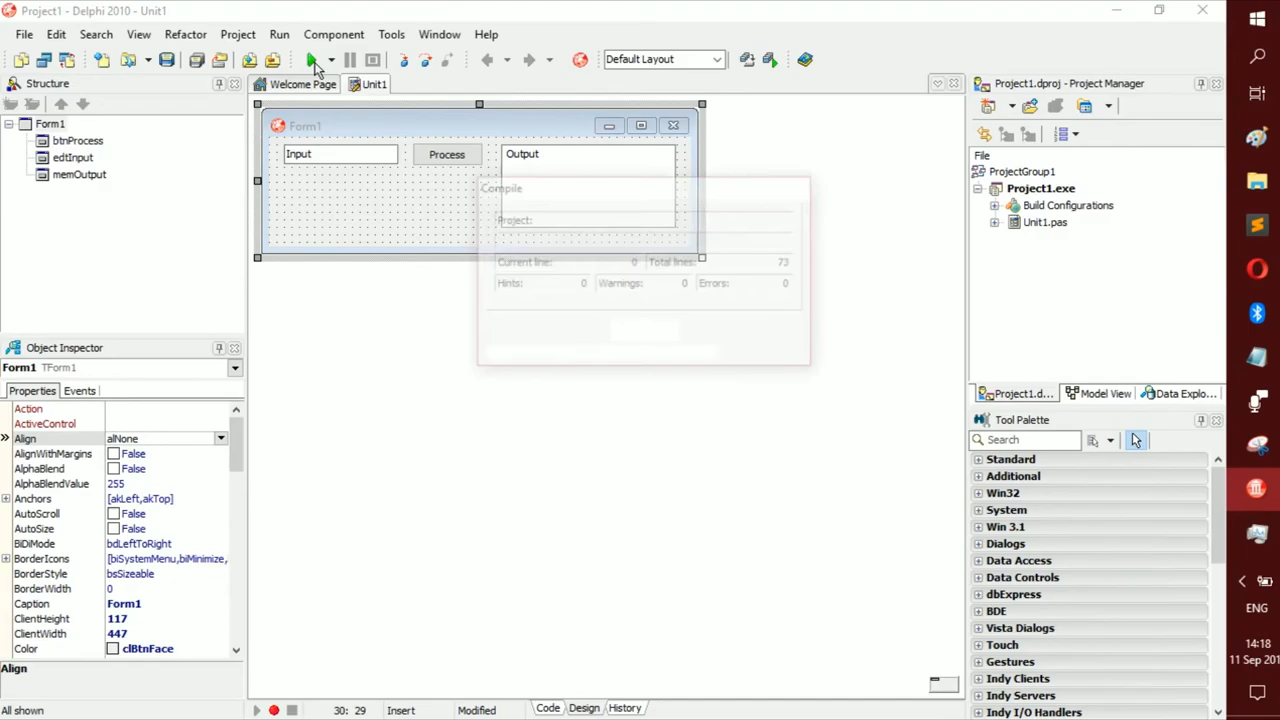 Project1 - Delphi 2010 - Unit1
File Edit Search View Refactor Project Run Component Tools Window Help
Default Layout
Structure
Welcome Page Unit1
Form1
btnProcess
edtInput
memOutput
Form1
Input Process Output
Compile
Project:
Current line: 0 Total lines: 73
Hints: 0 Warnings: 0 Errors: 0
Object Inspector
Form1 TForm1
Properties Events
Action
ActiveControl
Align alNone
AlignWithMargins False
AlphaBlend False
AlphaBlendValue 255
Anchors [akLeft,akTop]
AutoScroll False
AutoSize False
BiDiMode bdLeftToRight
BorderIcons [biSystemMenu,biMinimize,
BorderStyle bsSizeable
BorderWidth 0
Caption Form1
ClientHeight 117
ClientWidth 447
Color clBtnFace
Align
All shown
30: 29 Insert Modified Code Design History
Project1.dproj - Project Manager
File
ProjectGroup1
Project1.exe
Build Configurations
Unit1.pas
Project1.d... Model View Data Explo...
Tool Palette
Search
Standard
Additional
Win32
System
Win 3.1
Dialogs
Data Access
Data Controls
dbExpress
BDE
Vista Dialogs
Touch
Gestures
Indy Clients
Indy Servers
Indy I/O Handlers
ENG
14:18
11 Sep 201